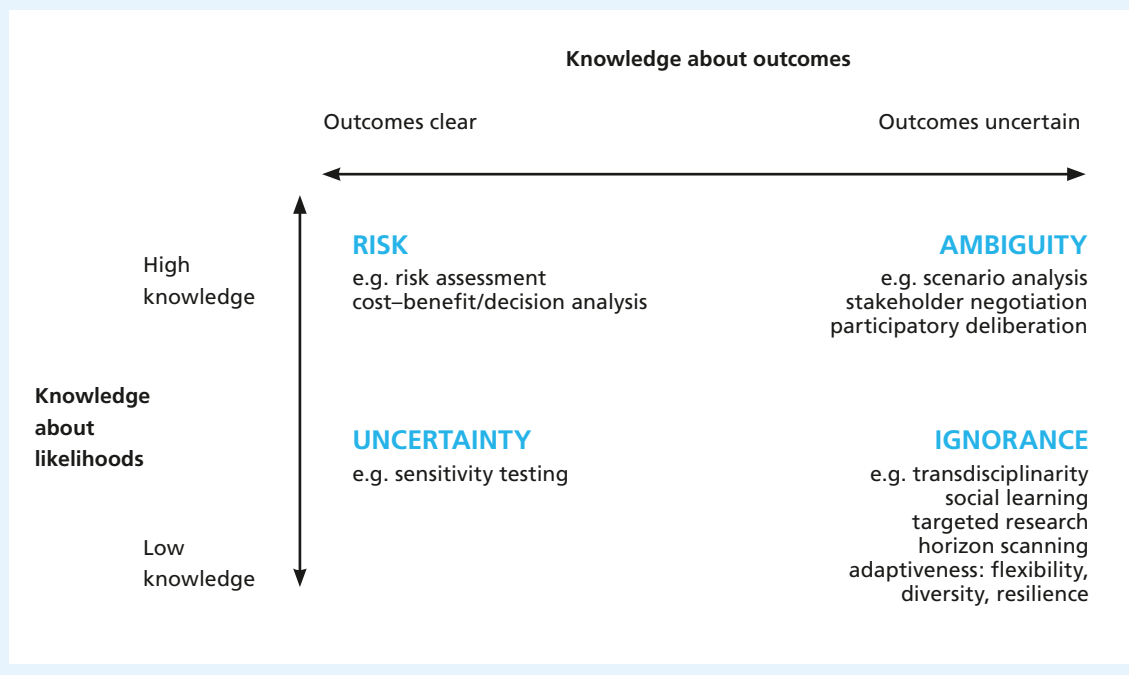 Knowledge about outcomes
Outcomes clear
Outcomes uncertain
High
knowledge
RISK
e.g. risk assessment
cost–benefit/decision analysis
AMBIGUITY
e.g. scenario analysis
stakeholder negotiation
participatory deliberation
Knowledge
about
likelihoods
UNCERTAINTY
e.g. sensitivity testing
IGNORANCE
e.g. transdisciplinarity
social learning
targeted research
horizon scanning
adaptiveness: flexibility,
diversity, resilience
Low
knowledge